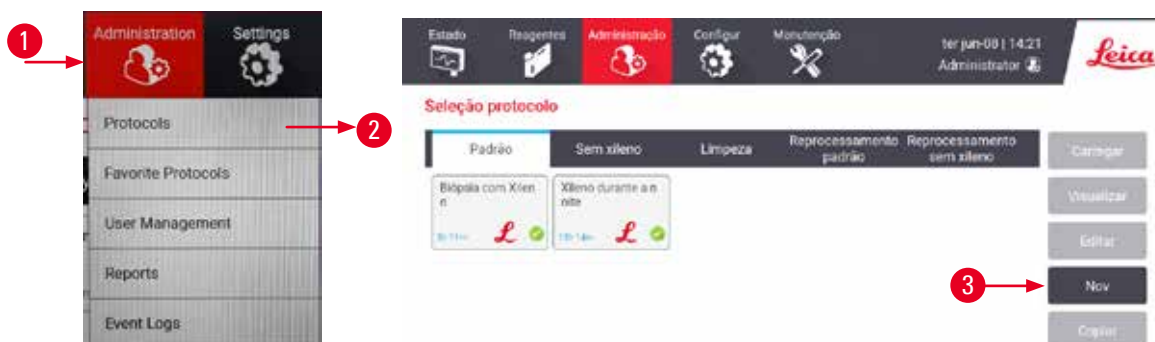 1
Administration
Settings
Protocols
2
Favorite Protocols
User Management
Reports
Event Logs
Estado
Reagentes
Administração
Configur
Manutenção
ter jun-08 | 14:21
Administrator
Leica
Seleção protocolo
Padrão
Sem xileno
Limpeza
Reprocessamento
padrão
Reprocessamento
sem xileno
Biópsia com Xilen
o
Xileno durante a n
oite
Carregar
Visualizar
Editar
3
Nov
Copiar